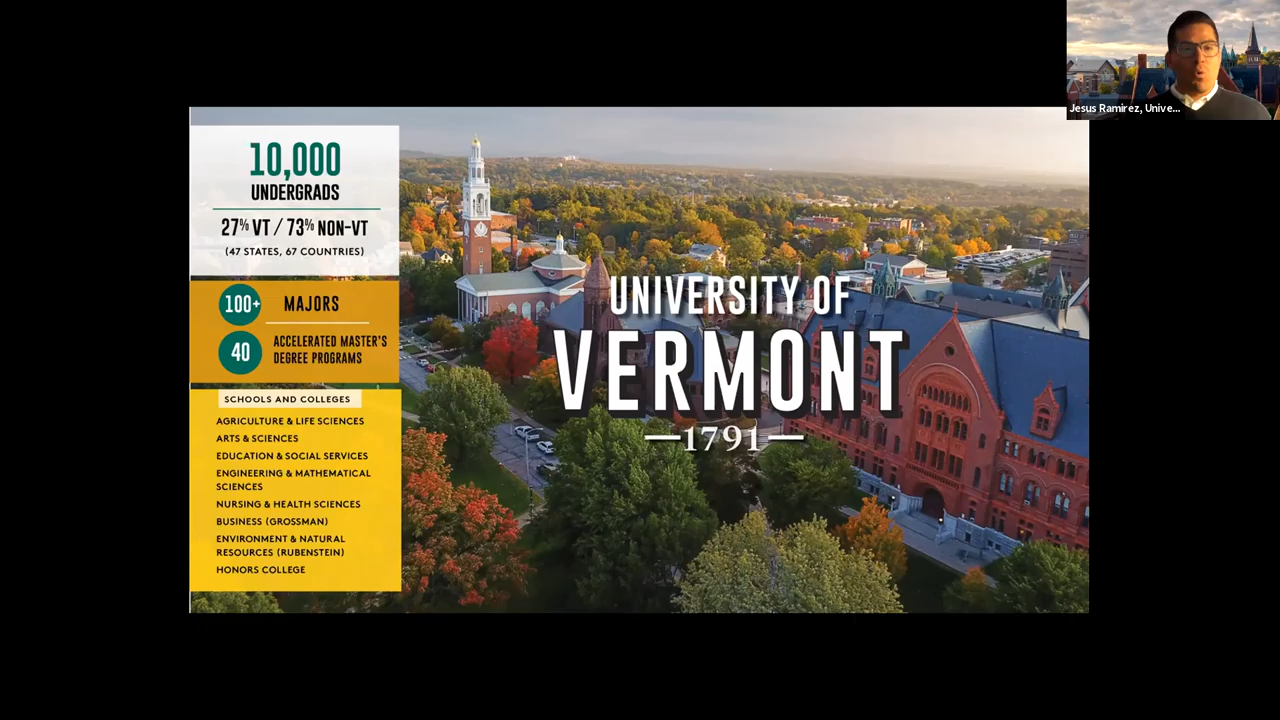 10,000
UNDERGRADS
27% VT / 73% NON-VT
(47 STATES, 67 COUNTRIES)
100+ MAJORS
40 ACCELERATED MASTER'S
DEGREE PROGRAMS
SCHOOLS AND COLLEGES
AGRICULTURE & LIFE SCIENCES
ARTS & SCIENCES
EDUCATION & SOCIAL SERVICES
ENGINEERING & MATHEMATICAL
SCIENCES
NURSING & HEALTH SCIENCES
BUSINESS (GROSSMAN)
ENVIRONMENT & NATURAL
RESOURCES (RUBENSTEIN)
HONORS COLLEGE
UNIVERSITY OF
VERMONT
—1791—
Jesus Ramirez, Unive...